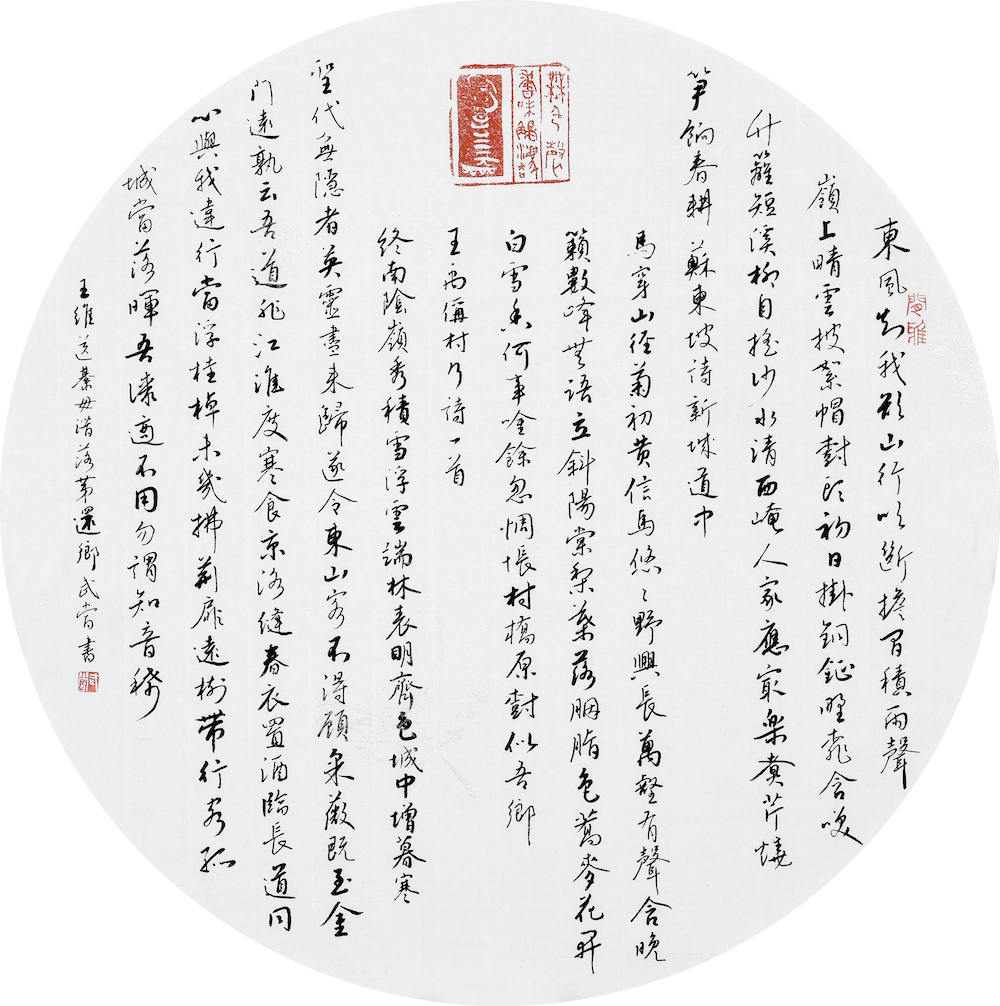 東風知我欲山行吹斷擔間積雨聲
嶺上晴雲披絮帽對頭初日掛銅鉦野桃含笑
竹籬短溪柳自搖沙水清西崦人家應最樂煑芹燒
笋餉春耕 蘇東坡詩新城道中
馬穿山徑菊初黄信馬悠〻野興長萬壑有聲含晚
籟數峰無語立斜陽棠梨葉落胭脂色蕎麥花開
白雪香何事吟餘忽惆悵村橋原對似吾鄉
王禹偁村行詩一首
終南陰嶺秀積雪浮雲端林表明霽色城中增暮寒
聖代無隱者英靈盡來歸遂令東山客不得顧采薇既至金
門遠孰云吾道非江淮度寒食京洛縫春衣置酒臨長道同
心與我違行當浮桂棹未幾拂荊扉遠樹帶行客孤
城當落暉吾謀適不用勿謂知音稀
王維送綦毋潛落第還鄉武當書